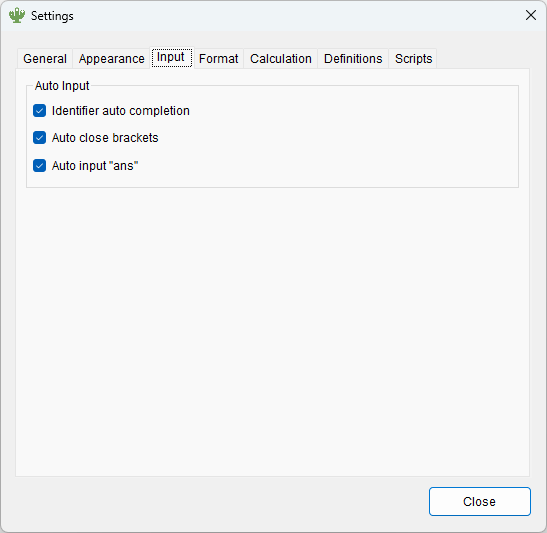 Settings
General Appearance Input Format Calculation Definitions Scripts
Auto Input
Identifier auto completion
Auto close brackets
Auto input "ans"
Close